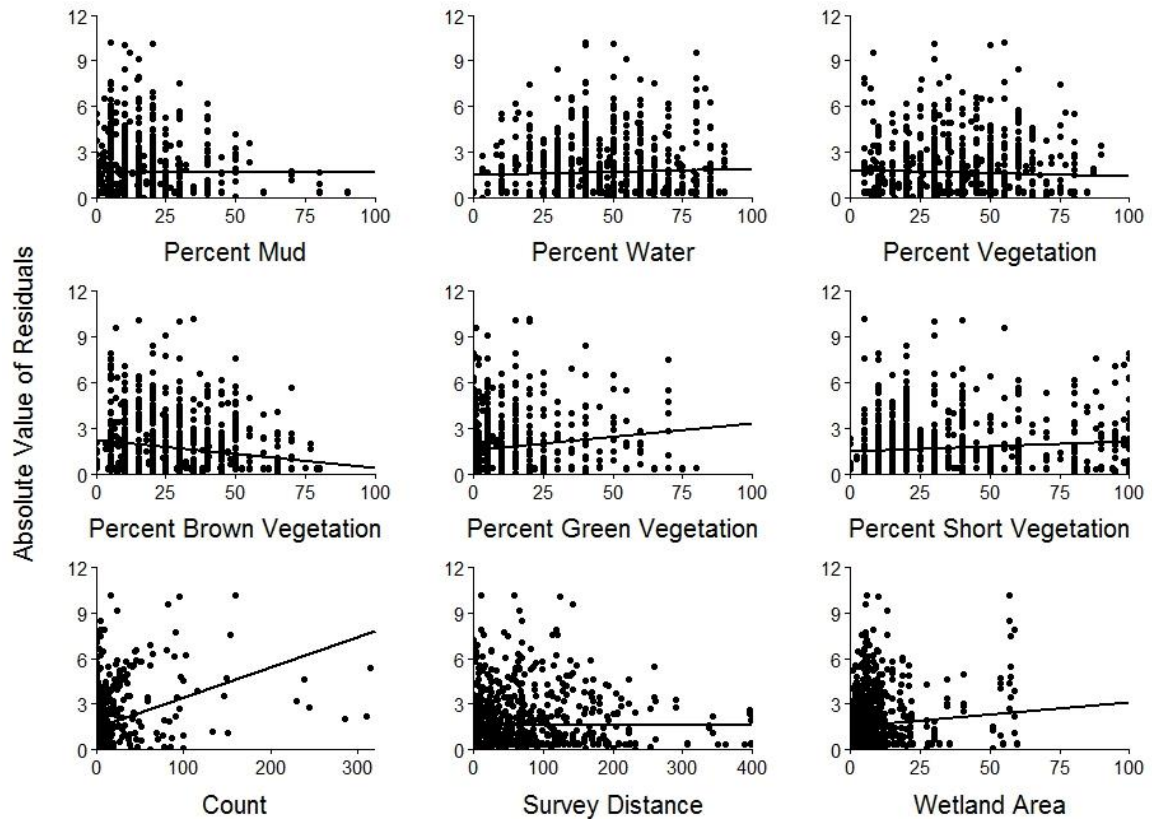 12 12 12
9 9 9
6 6 6
3 3 3
0 0 0
0 25 50 75 100 0 25 50 75 100 0 25 50 75 100
Percent Mud Percent Water Percent Vegetation
Absolute Value of Residuals
12 12 12
9 9 9
6 6 6
3 3 3
0 0 0
0 25 50 75 100 0 25 50 75 100 0 25 50 75 100
Percent Brown Vegetation Percent Green Vegetation Percent Short Vegetation
12 12 12
9 9 9
6 6 6
3 3 3
0 0 0
0 100 200 300 0 100 200 300 400 0 25 50 75 100
Count Survey Distance Wetland Area